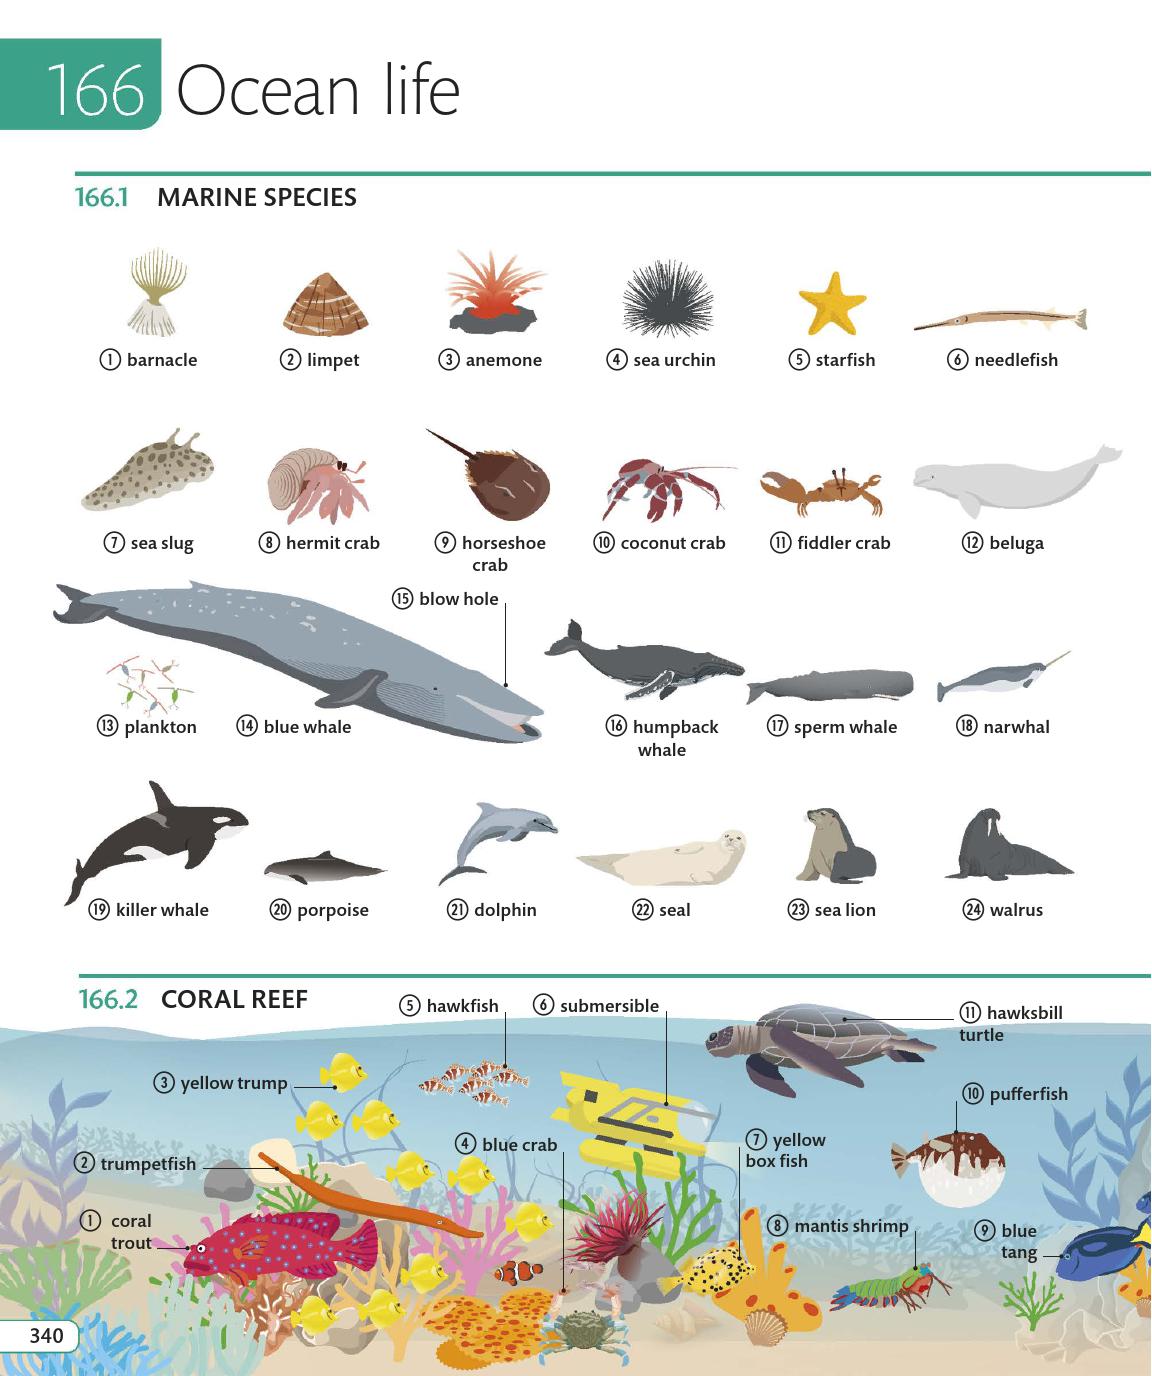 166 Ocean life
166.1 MARINE SPECIES
1 barnacle
2 limpet
3 anemone
4 sea urchin
5 starfish
6 needlefish
7 sea slug
8 hermit crab
9 horseshoe
crab
10 coconut crab
11 fiddler crab
12 beluga
13 plankton
14 blue whale
15 blow hole
16 humpback
whale
17 sperm whale
18 narwhal
19 killer whale
20 porpoise
21 dolphin
22 seal
23 sea lion
24 walrus
166.2 CORAL REEF
1 coral
trout
2 trumpetfish
3 yellow trump
4 blue crab
5 hawkfish
6 submersible
7 yellow
box fish
8 mantis shrimp
9 blue
tang
10 pufferfish
11 hawksbill
turtle
340